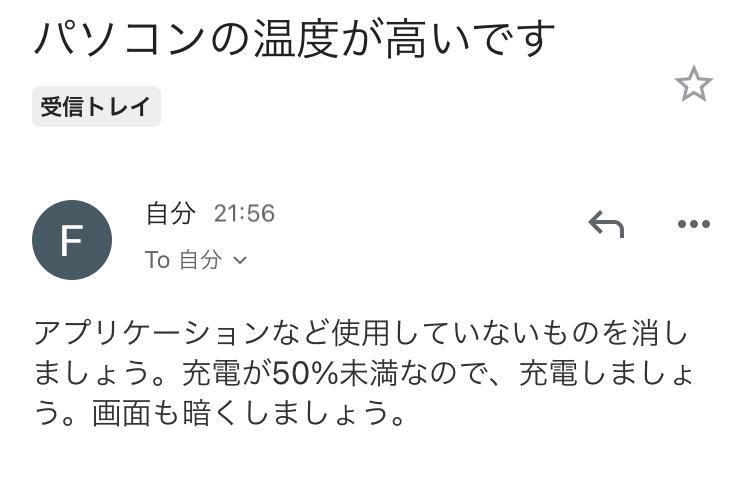 パソコンの温度が高いです
受信トレイ
F
自分 21:56
To 自分
アプリケーションなど使用していないものを消し
ましょう。充電が50%未満なので、充電しましょ
う。画面も暗くしましょう。